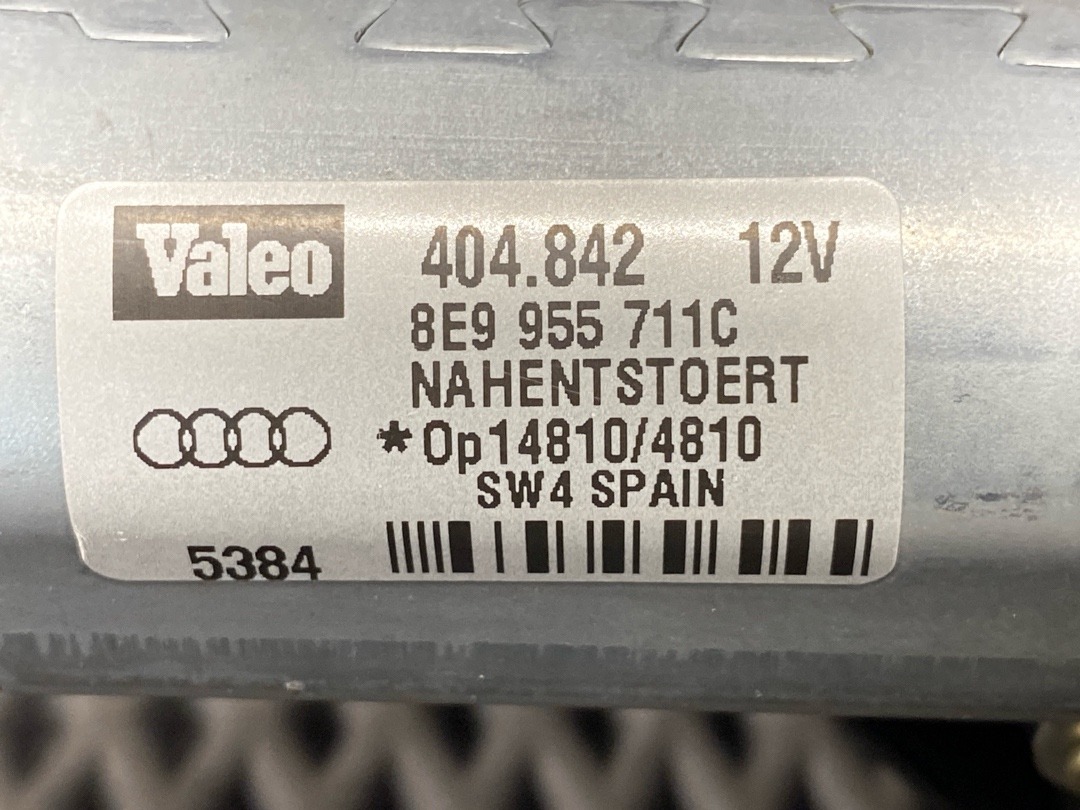 Valeo 404.842 12V
8E9 955 711C
NAHENTSTOERT
*Op14810/4810
SW4 SPAIN
5384